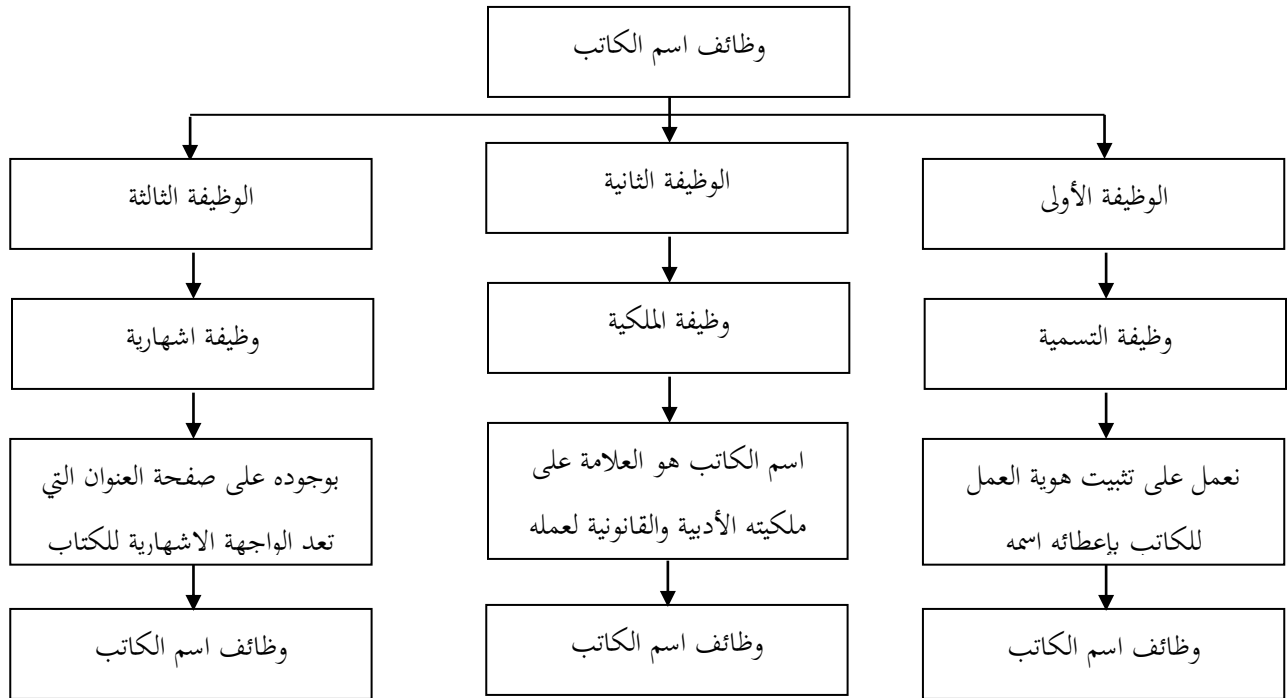 وظائف اسم الكاتب
الوظيفة الأولى
الوظيفة الثانية
الوظيفة الثالثة
وظيفة التسمية
وظيفة الملكية
وظيفة اشهارية
نعمل على تثبيت هوية العمل
للكاتب بإعطائه اسمه
اسم الكاتب هو العلامة على
ملكيته الأدبية والقانونية لعمله
بوجوده على صفحة العنوان التي
تعد الواجهة الاشهارية للكتاب
وظائف اسم الكاتب
وظائف اسم الكاتب
وظائف اسم الكاتب